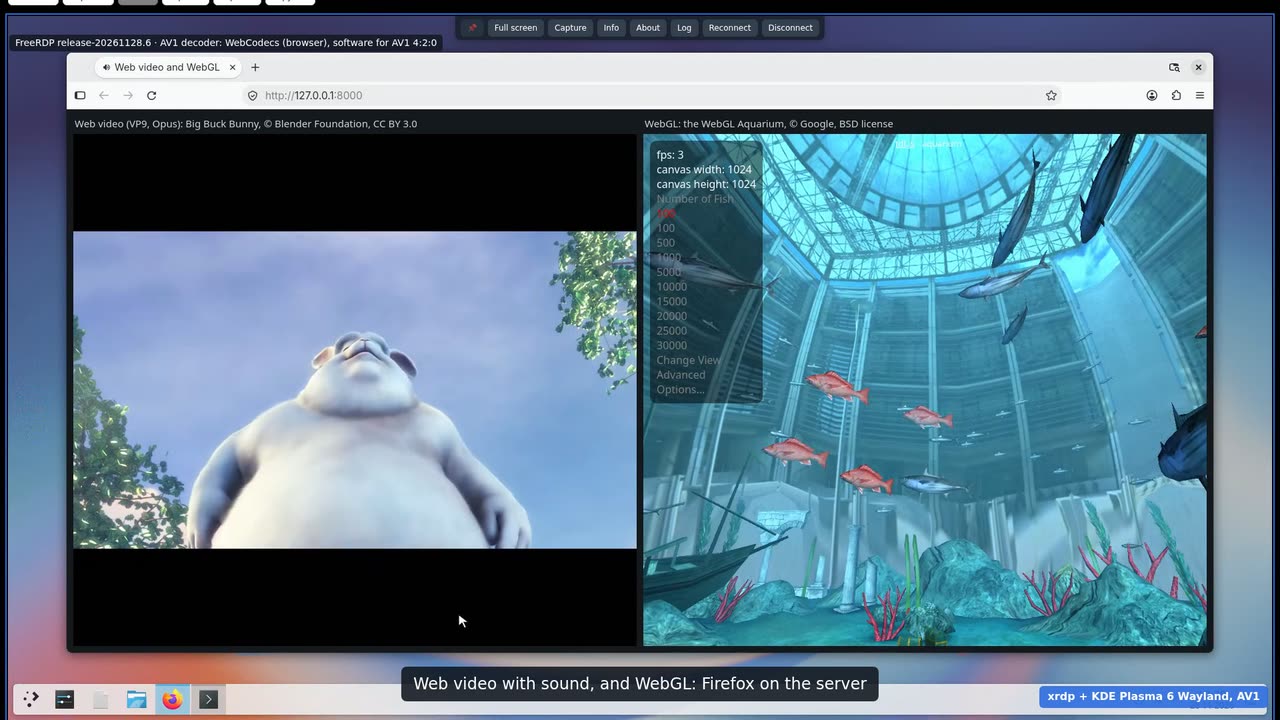 Full screen
Capture
Info
About
Log
Reconnect
Disconnect
FreeRDP release-20261128.6 · AV1 decoder: WebCodecs (browser), software for AV1 4:2:0
Web video and WebGL
http://127.0.0.1:8000
Web video (VP9, Opus): Big Buck Bunny, © Blender Foundation, CC BY 3.0
WebGL: the WebGL Aquarium, © Google, BSD license
fps: 3
canvas width: 1024
canvas height: 1024
Number of Fish
100
500
1000
5000
10000
15000
20000
25000
30000
Change View
Advanced
Options...
Web video with sound, and WebGL: Firefox on the server
xrdp + KDE Plasma 6 Wayland, AV1